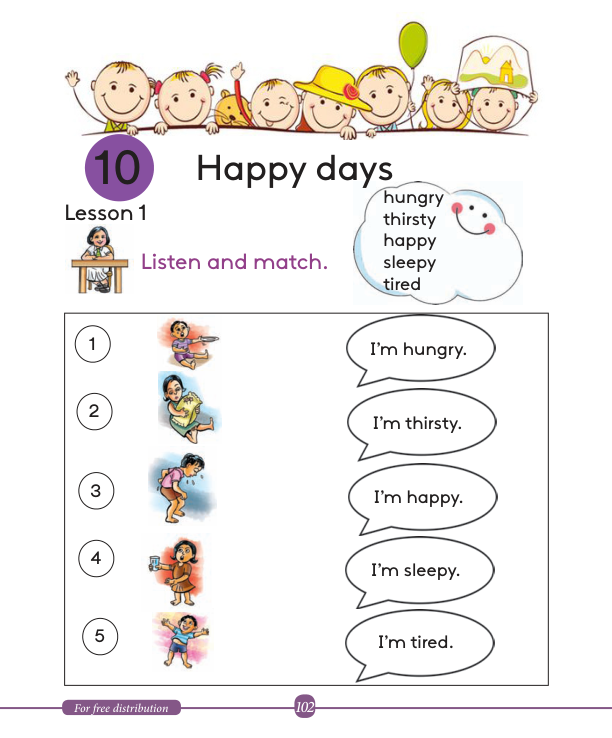 10
Happy days
Lesson 1
Listen and match.
hungry
thirsty
happy
sleepy
tired
1
I'm hungry.
2
I'm thirsty.
3
I'm happy.
4
I'm sleepy.
5
I'm tired.
For free distribution
102